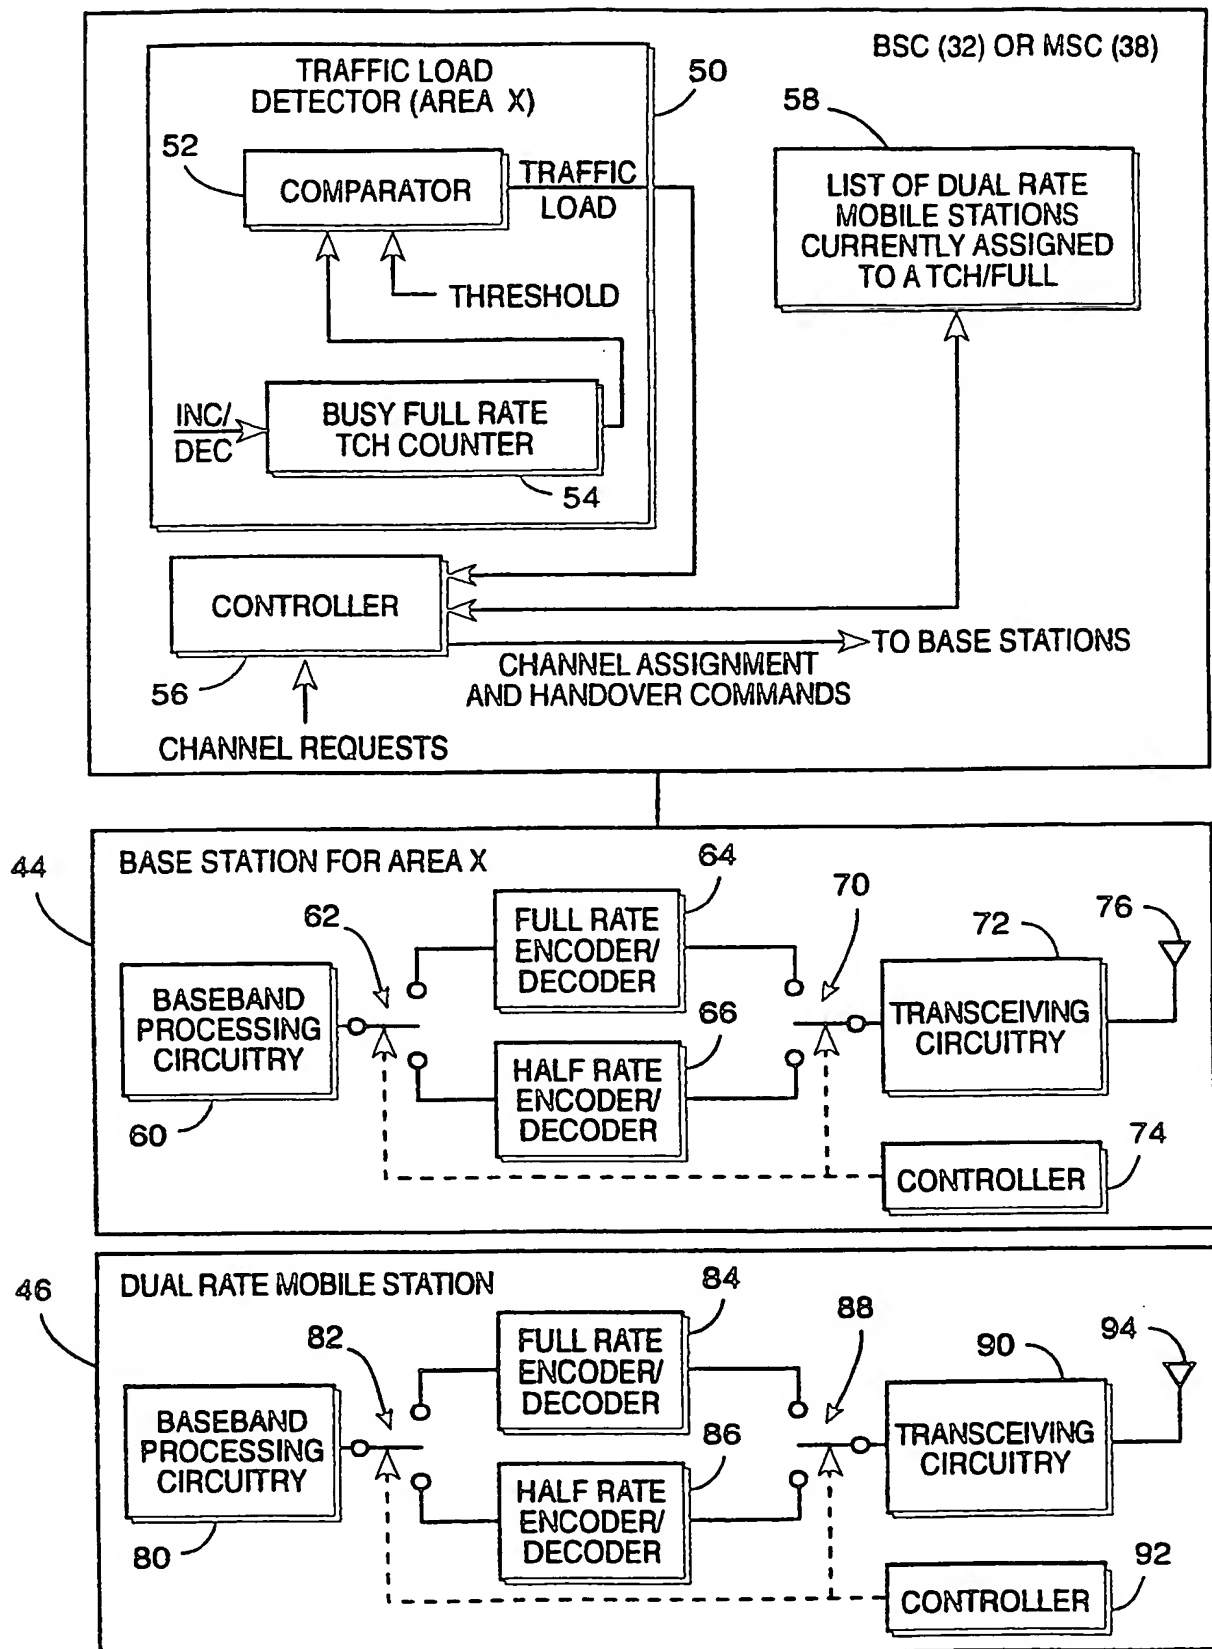 BSC (32) OR MSC (38)
TRAFFIC LOAD
DETECTOR (AREA X)
50
52
COMPARATOR
TRAFFIC
LOAD
THRESHOLD
INC/
DEC
BUSY FULL RATE
TCH COUNTER
54
58
LIST OF DUAL RATE
MOBILE STATIONS
CURRENTLY ASSIGNED
TO A TCH/FULL
CONTROLLER
56
TO BASE STATIONS
CHANNEL ASSIGNMENT
AND HANDOVER COMMANDS
CHANNEL REQUESTS
44
BASE STATION FOR AREA X
62
64
FULL RATE
ENCODER/
DECODER
70
72
76
BASEBAND
PROCESSING
CIRCUITRY
60
66
HALF RATE
ENCODER/
DECODER
TRANSCEIVING
CIRCUITRY
CONTROLLER
74
46
DUAL RATE MOBILE STATION
82
84
FULL RATE
ENCODER/
DECODER
88
90
94
BASEBAND
PROCESSING
CIRCUITRY
80
86
HALF RATE
ENCODER/
DECODER
TRANSCEIVING
CIRCUITRY
CONTROLLER
92